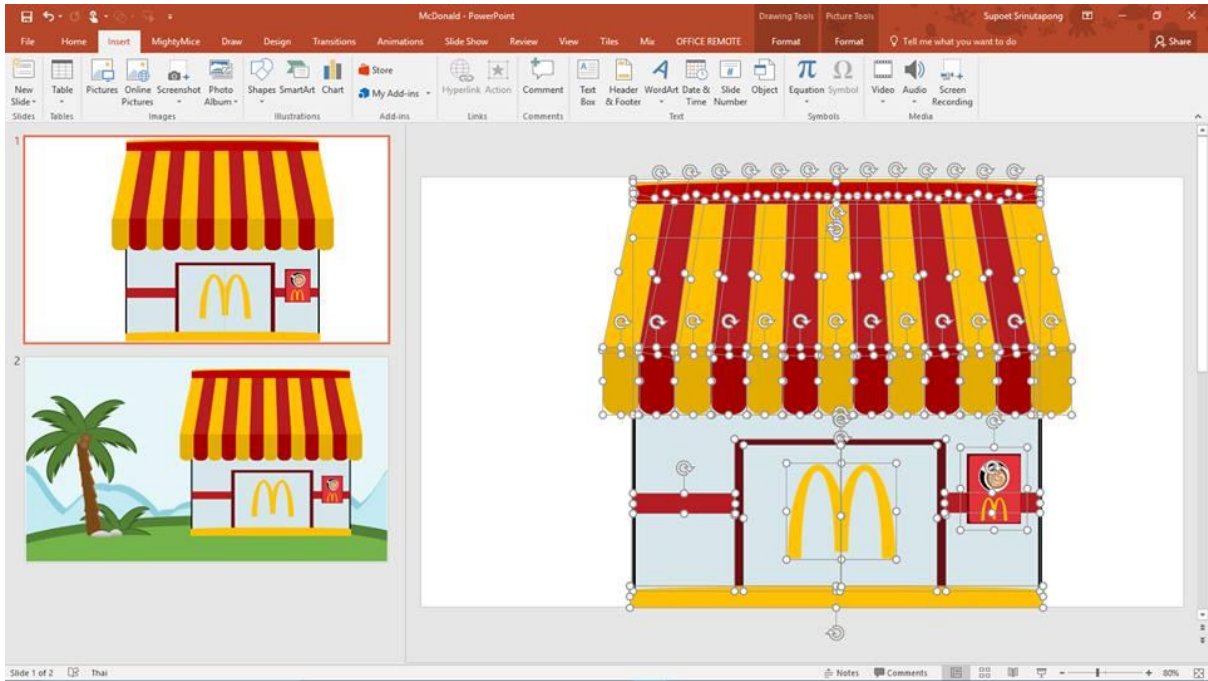 McDonald - PowerPoint
Drawing Tools
Picture Tools
Supoet Srinutapong
File
Home
Insert
MightyMice
Draw
Design
Transitions
Animations
Slide Show
Review
View
Tiles
Mix
OFFICE REMOTE
Format
Format
Tell me what you want to do
Share
New
Slide
Table
Pictures
Online
Pictures
Screenshot
Photo
Album
Shapes
SmartArt
Chart
Store
My Add-ins
Hyperlink
Action
Comment
Text
Box
Header
& Footer
WordArt
Date &
Time
Slide
Number
Object
Equation
Symbol
Video
Audio
Screen
Recording
Slides
Tables
Images
Illustrations
Add-ins
Links
Comments
Text
Symbols
Media
1
2
Slide 1 of 2
Thai
Notes
Comments
80%